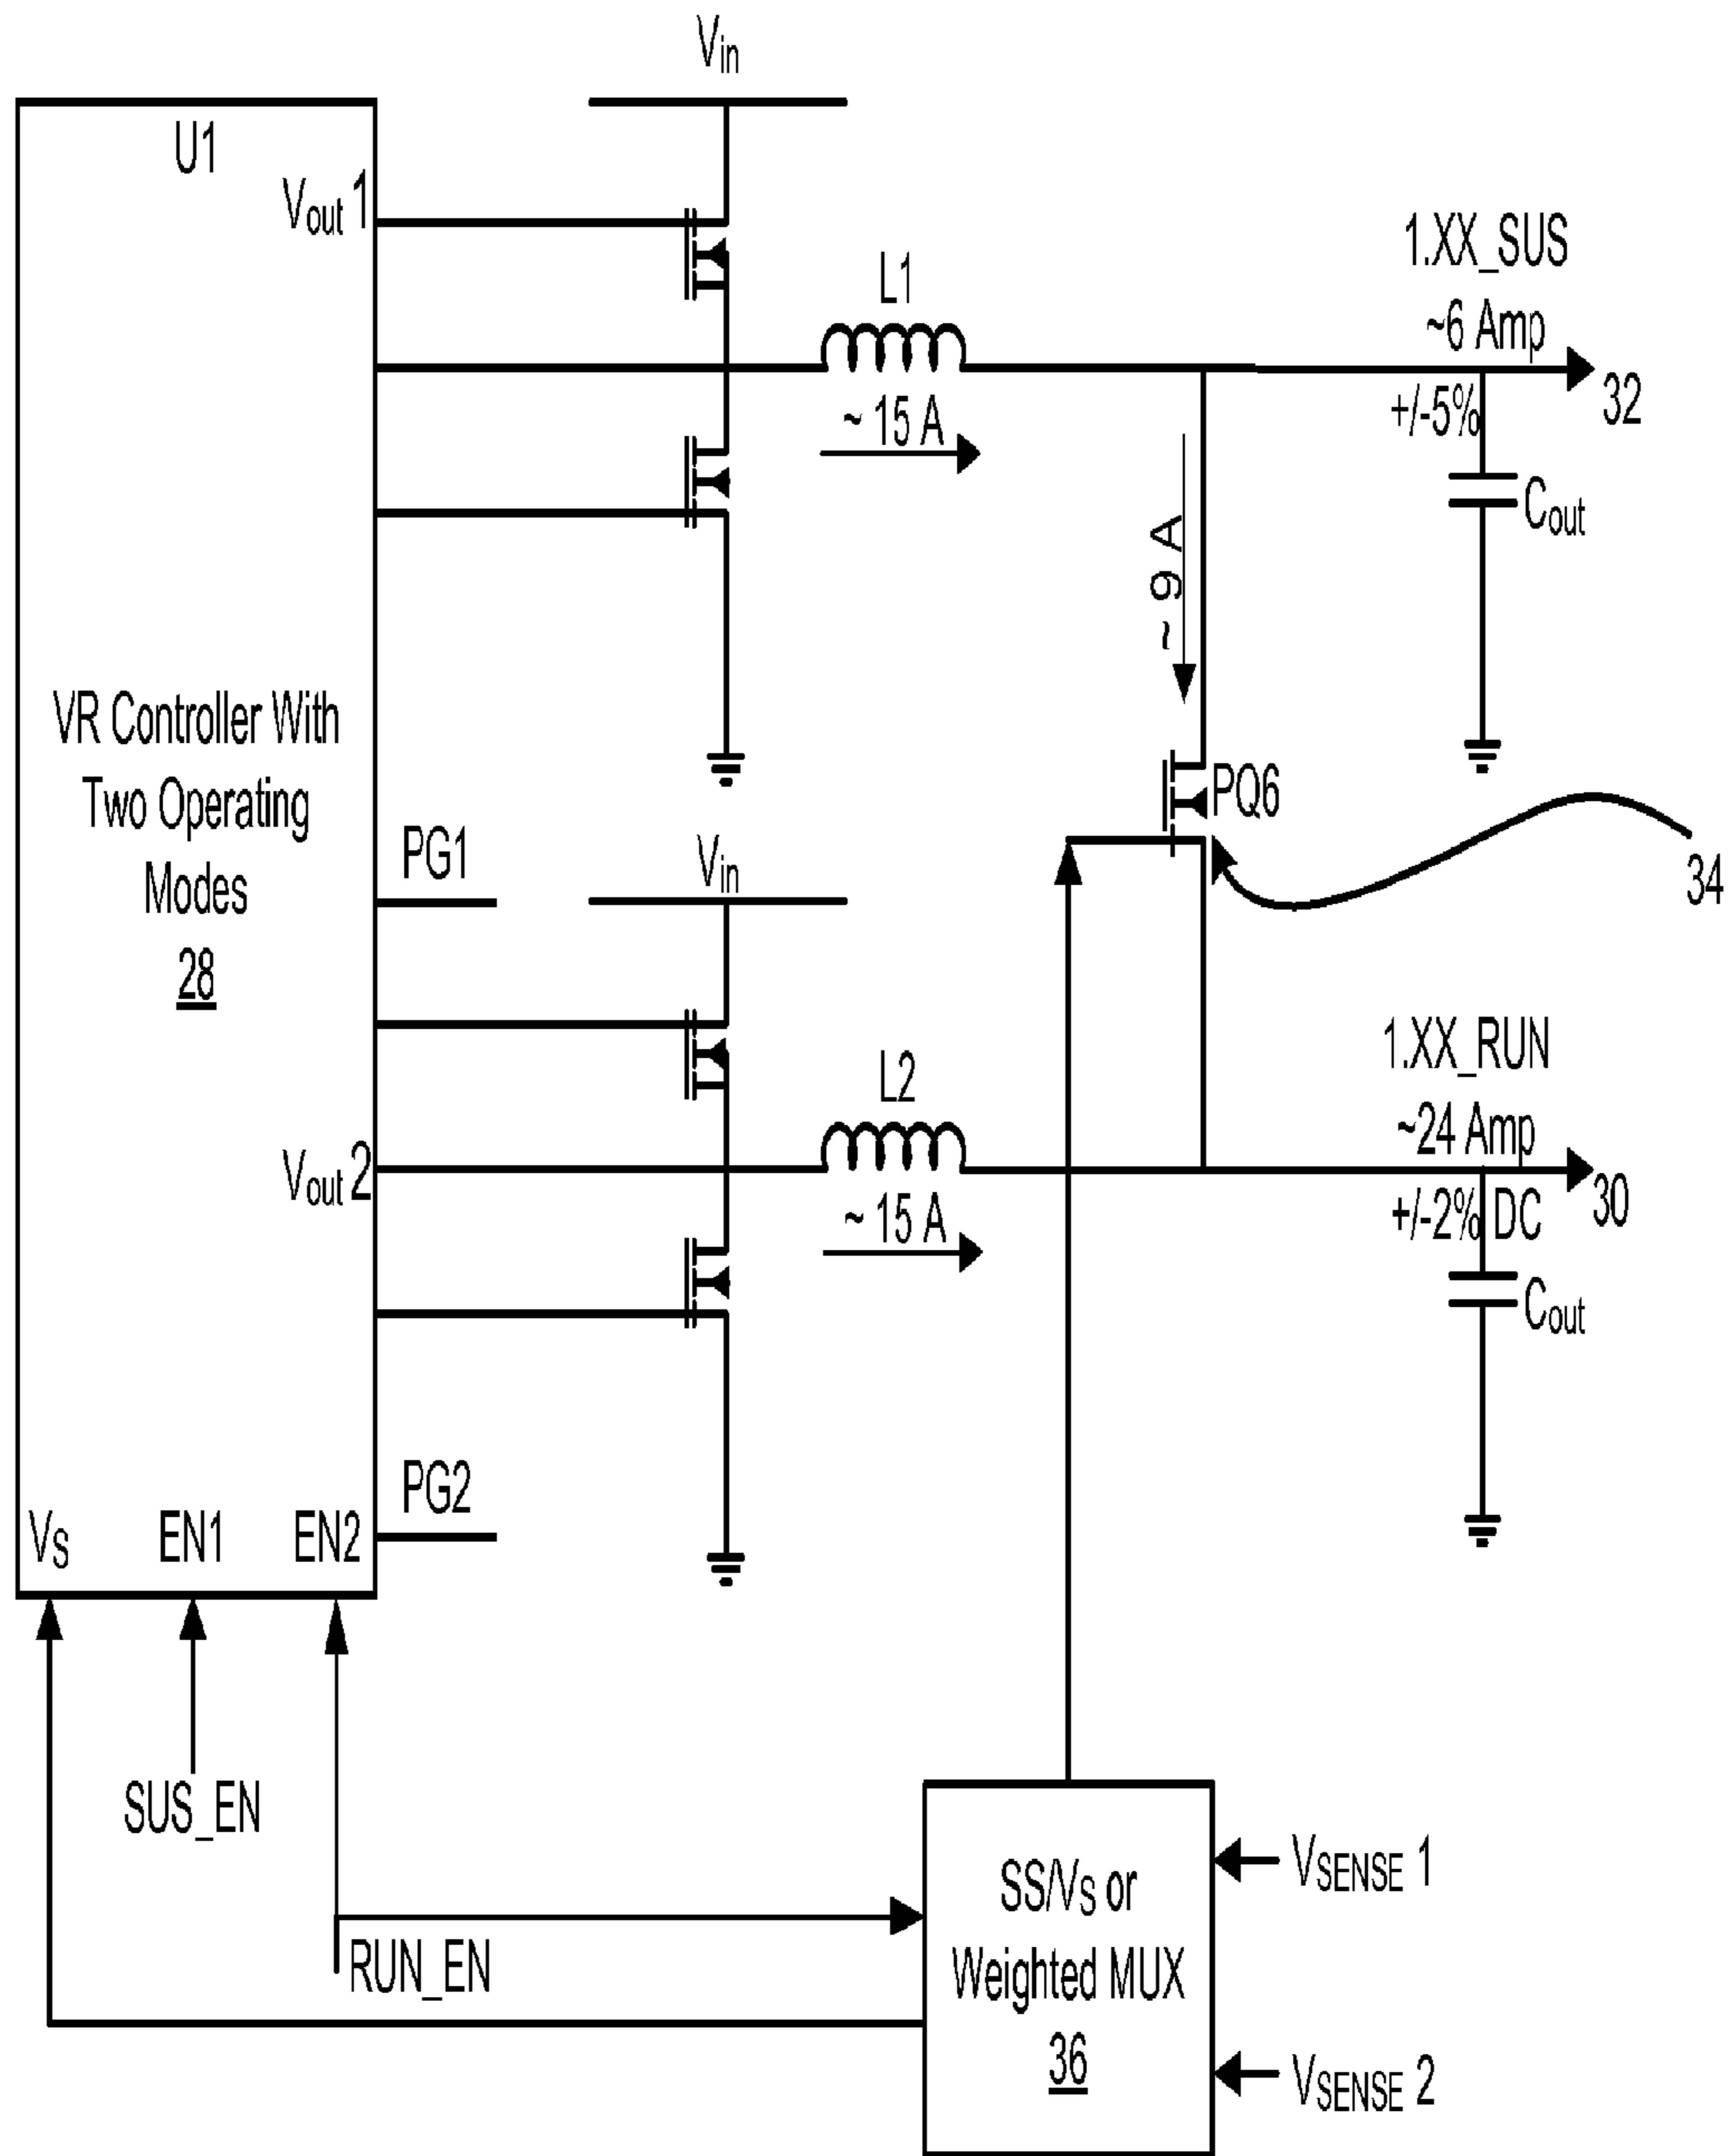 Vin
U1
Vout 1
1.XX_SUS
~6 Amp
+/-5%
32
L1
~ 15 A
Cout
~ 9 A
VR Controller With
Two Operating
Modes
28
PQ6
34
PG1
Vin
1.XX_RUN
~24 Amp
+/-2% DC
30
L2
Vout 2
~ 15 A
Cout
PG2
VS
EN1
EN2
SUS_EN
RUN_EN
SS/VS or
Weighted MUX
36
VSENSE 1
VSENSE 2